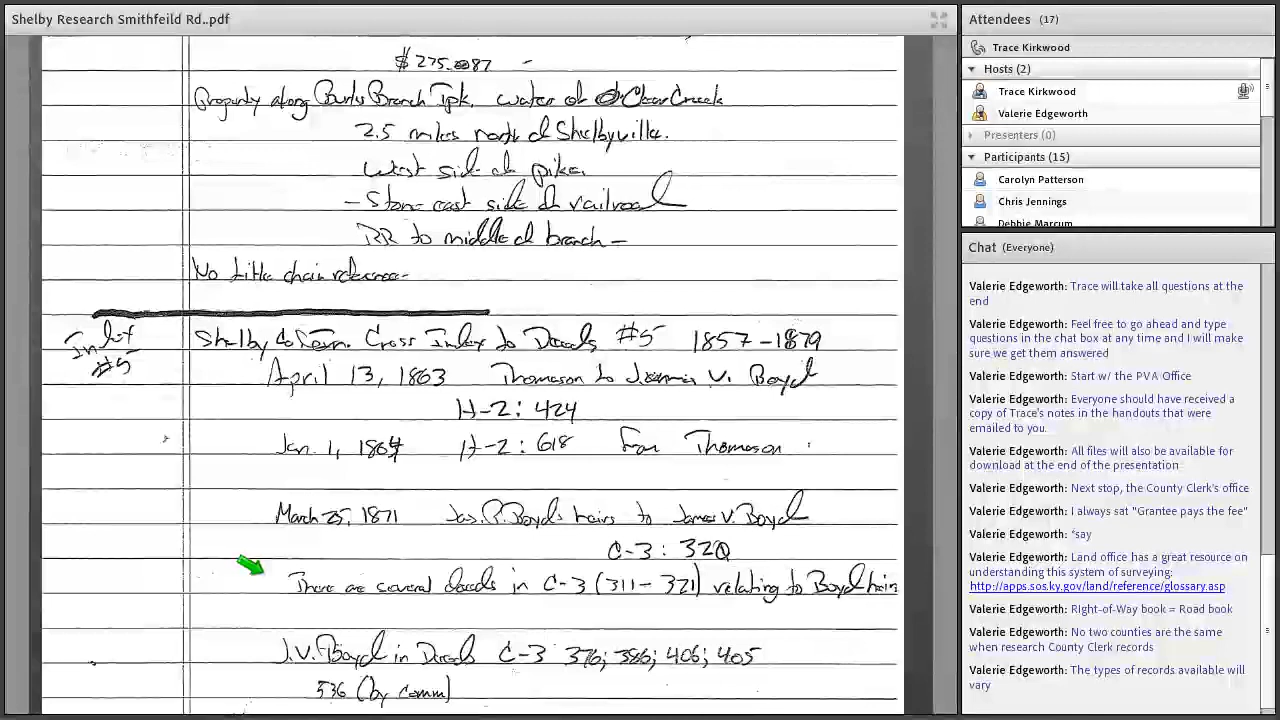 Shelby Research Smithfeild Rd..pdf
$275.087 -
Property along Burks Branch Tpk. water of Clear Creek
2.5 miles north of Shelbyville.
West side of pike.
- Stone east side of railroad
RR to middle of branch -
No title chain reference
Index #5
Shelby Co. Cross Index to Deeds #5 1857-1879
April 13, 1863 Thomason to James V. Boyd
H-2: 424
Jan. 1, 1864 H-2: 618 from Thomason
March 25, 1871 Jas. R. Boyd's heirs to James V. Boyd
C-3: 320
There are several deeds in C-3 (311-321) relating to Boyd heirs
J.V. Boyd in Deeds C-3 376; 386; 406; 405
536 (by comm)
Attendees (17)
Trace Kirkwood
Hosts (2)
Trace Kirkwood
Valerie Edgeworth
Presenters (0)
Participants (15)
Carolyn Patterson
Chris Jennings
Debbie Marcum
Chat (Everyone)
Valerie Edgeworth: Trace will take all questions at the
end
Valerie Edgeworth: Feel free to go ahead and type
questions in the chat box at any time and I will make
sure we get them answered
Valerie Edgeworth: Start w/ the PVA Office
Valerie Edgeworth: Everyone should have received a
copy of Trace's notes in the handouts that were
emailed to you.
Valerie Edgeworth: All files will also be available for
download at the end of the presentation
Valerie Edgeworth: Next stop, the County Clerk's office
Valerie Edgeworth: I always sat "Grantee pays the fee"
Valerie Edgeworth: *say
Valerie Edgeworth: Land office has a great resource on
understanding this system of surveying:
http://apps.sos.ky.gov/land/reference/glossary.asp
Valerie Edgeworth: RIght-of-Way book = Road book
Valerie Edgeworth: No two counties are the same
when research County Clerk records
Valerie Edgeworth: The types of records available will
vary